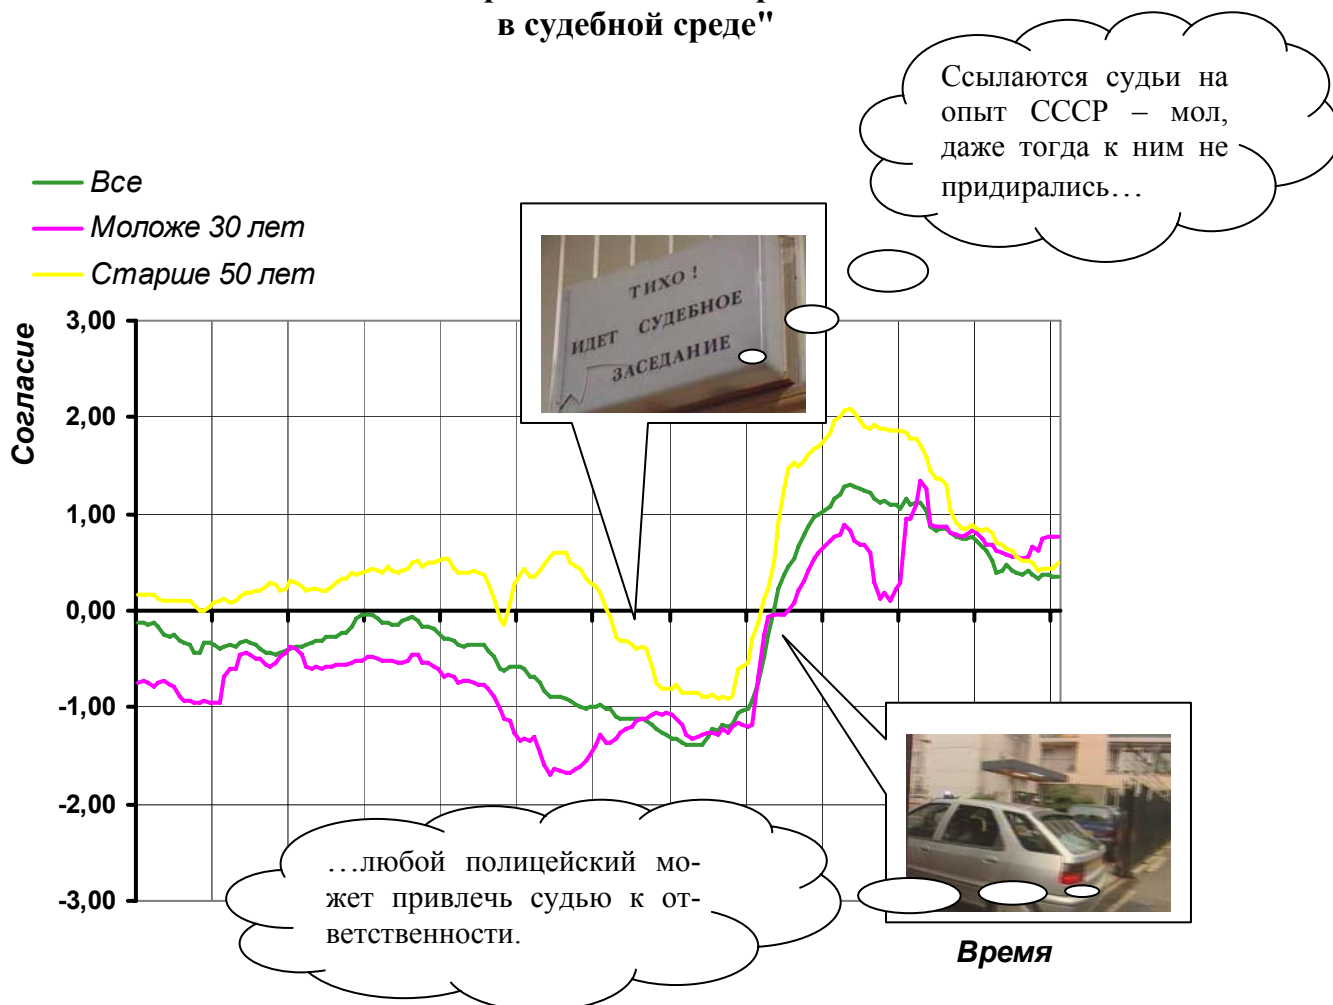 в судебной среде"
Ссылаются судьи на
опыт СССР – мол,
даже тогда к ним не
придирались…
Все
Моложе 30 лет
Старше 50 лет
ТИХО !
ИДЕТ СУДЕБНОЕ
ЗАСЕДАНИЕ
Согласие
3,00
2,00
1,00
0,00
-1,00
-2,00
-3,00
…любой полицейский мо-
жет привлечь судью к от-
ветственности.
Время